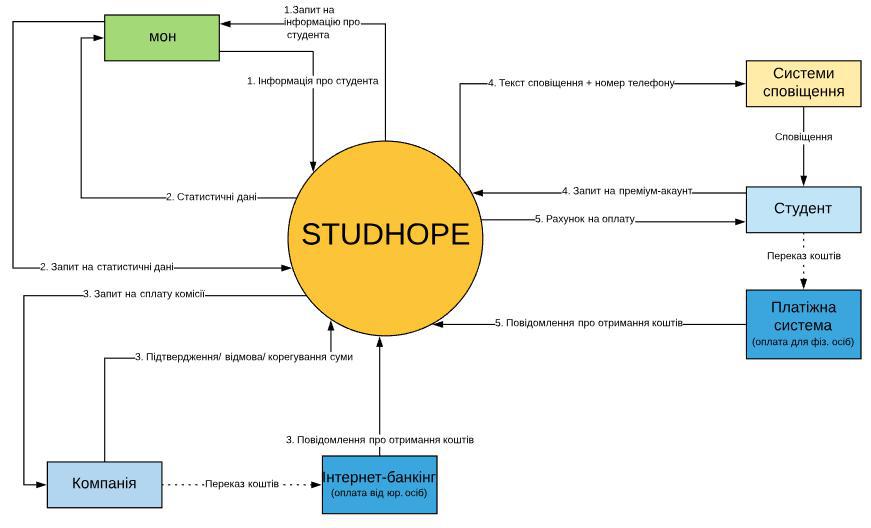 1.Запит на
інформацію про
студента
мон
1. Інформація про студента
Системи
сповіщення
4. Текст сповіщення + номер телефону
Сповіщення
2. Статистичні дані
4. Запит на преміум-акаунт
Студент
5. Рахунок на оплату
STUDHOPE
Переказ коштів
2. Запит на статистичні дані
3. Запит на сплату комісії
Платіжна
система
(оплата для фіз. осіб)
5. Повідомлення про отримання коштів
3. Підтвердження/ відмова/ корегування суми
3. Повідомлення про отримання коштів
Компанія
Переказ коштів
Інтернет-банкінг
(оплата від юр. осіб)